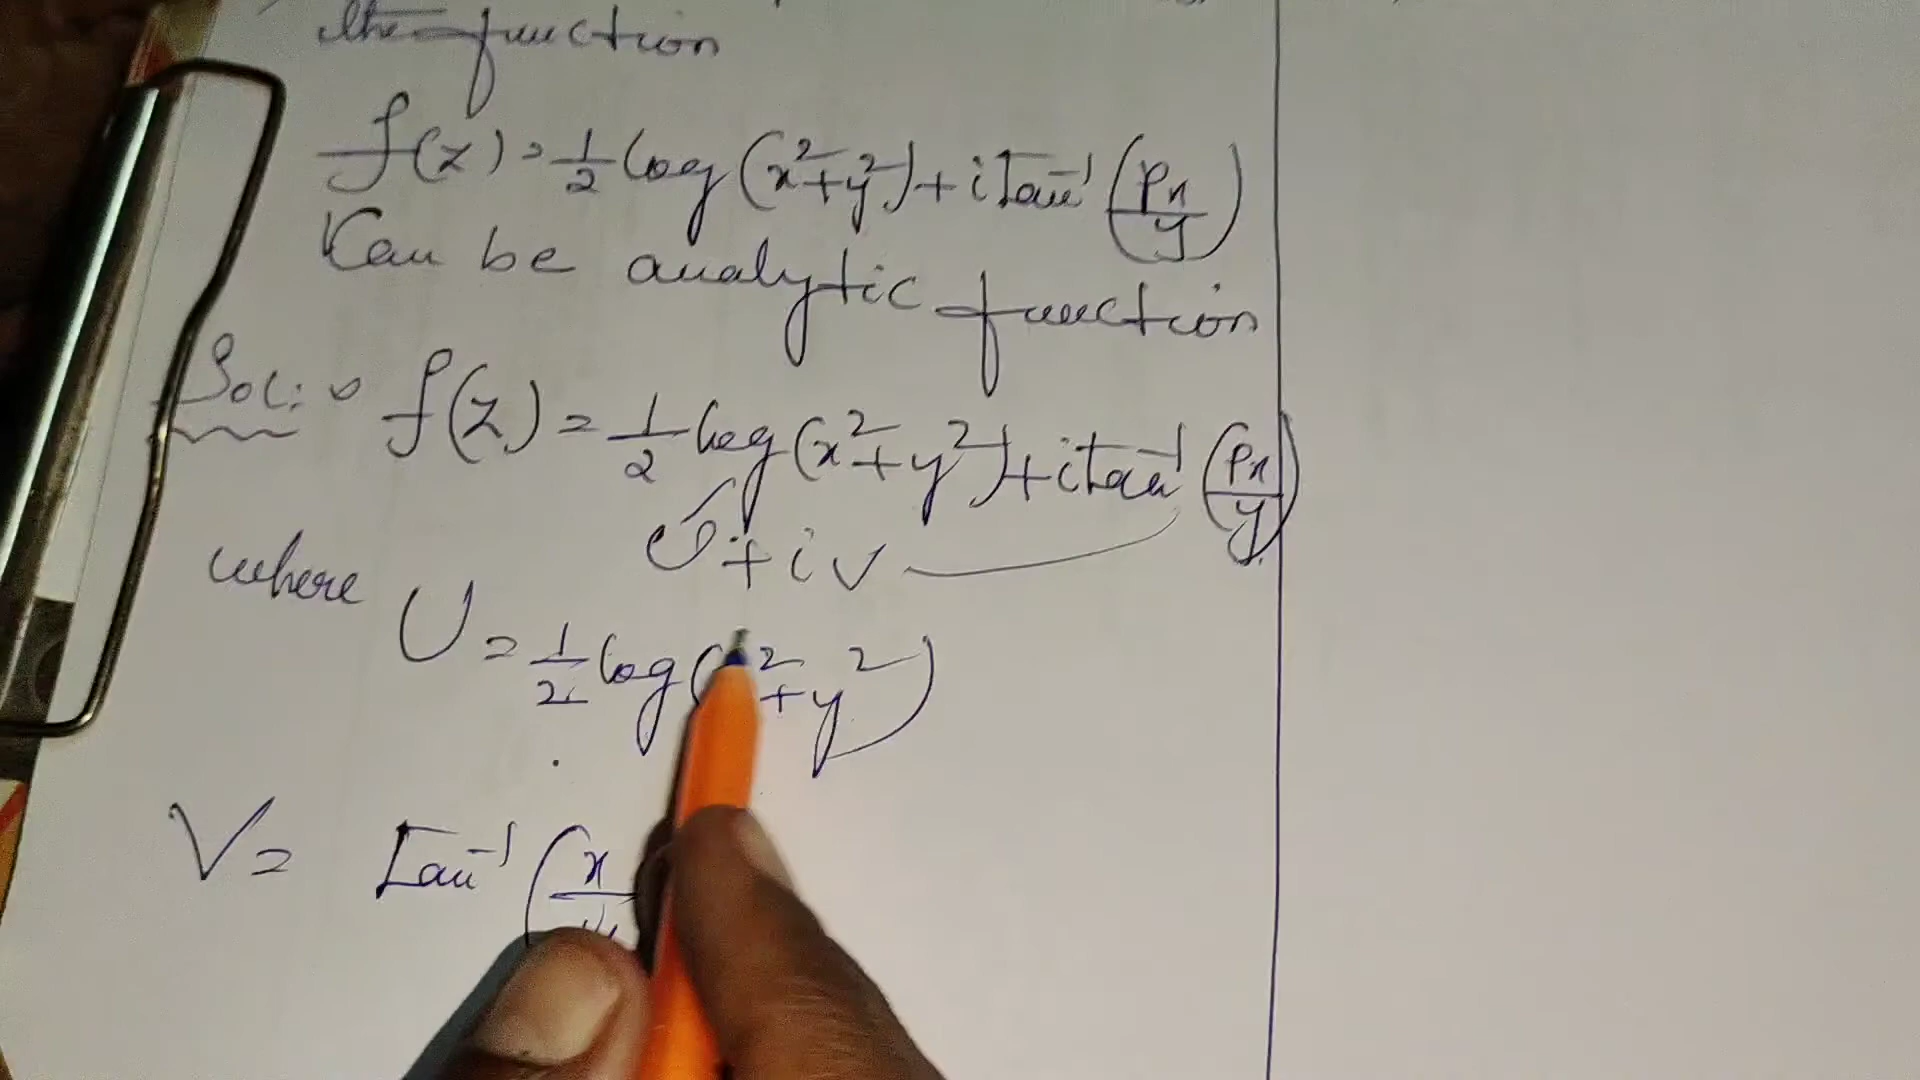 the function
f(z) = 1/2 log(x²+y²)+i Tan⁻¹(px/y)
Can be analytic function
Sol: f(z) = 1/2 log(x²+y²)+i Tan⁻¹(px/y)
U+iv
where U = 1/2 log(x²+y²)
V = Tan⁻¹(x/y